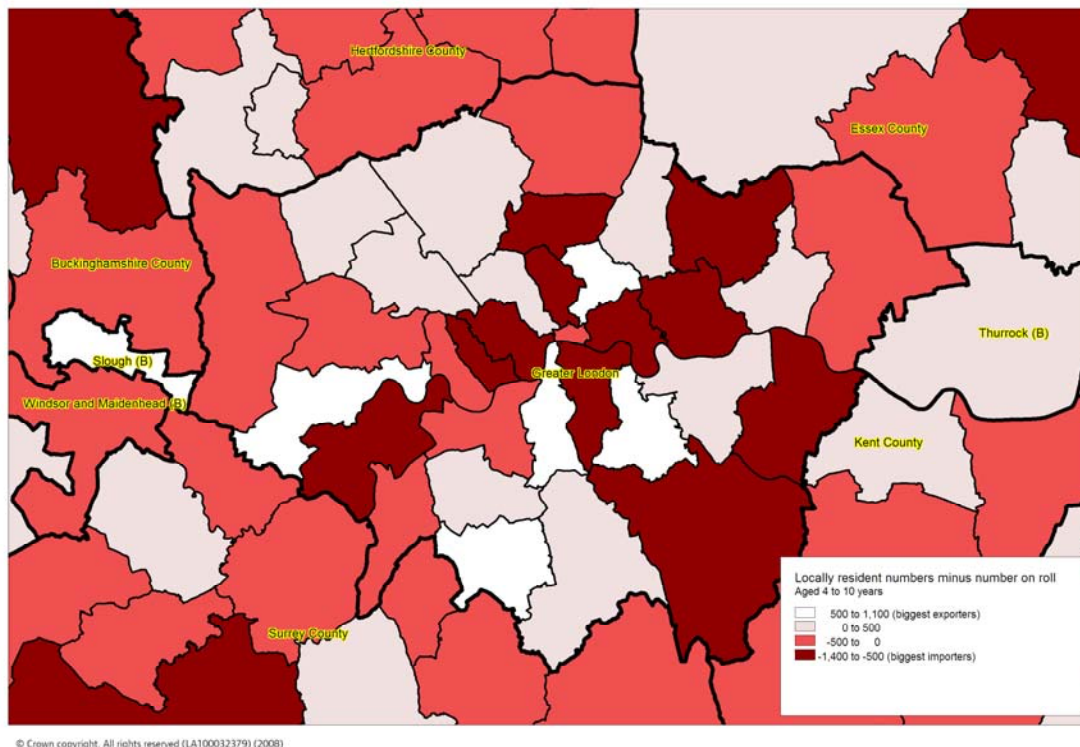 Hertfordshire County
Essex County
Buckinghamshire County
Thurrock (B)
Slough (B)
Greater London
Windsor and Maidenhead (B)
Kent County
Surrey County
Locally resident numbers minus number on roll
Aged 4 to 10 years
500 to 1,100 (biggest exporters)
0 to 500
-500 to 0
-1,400 to -500 (biggest importers)
© Crown copyright. All rights reserved (LA100032379) (2008)